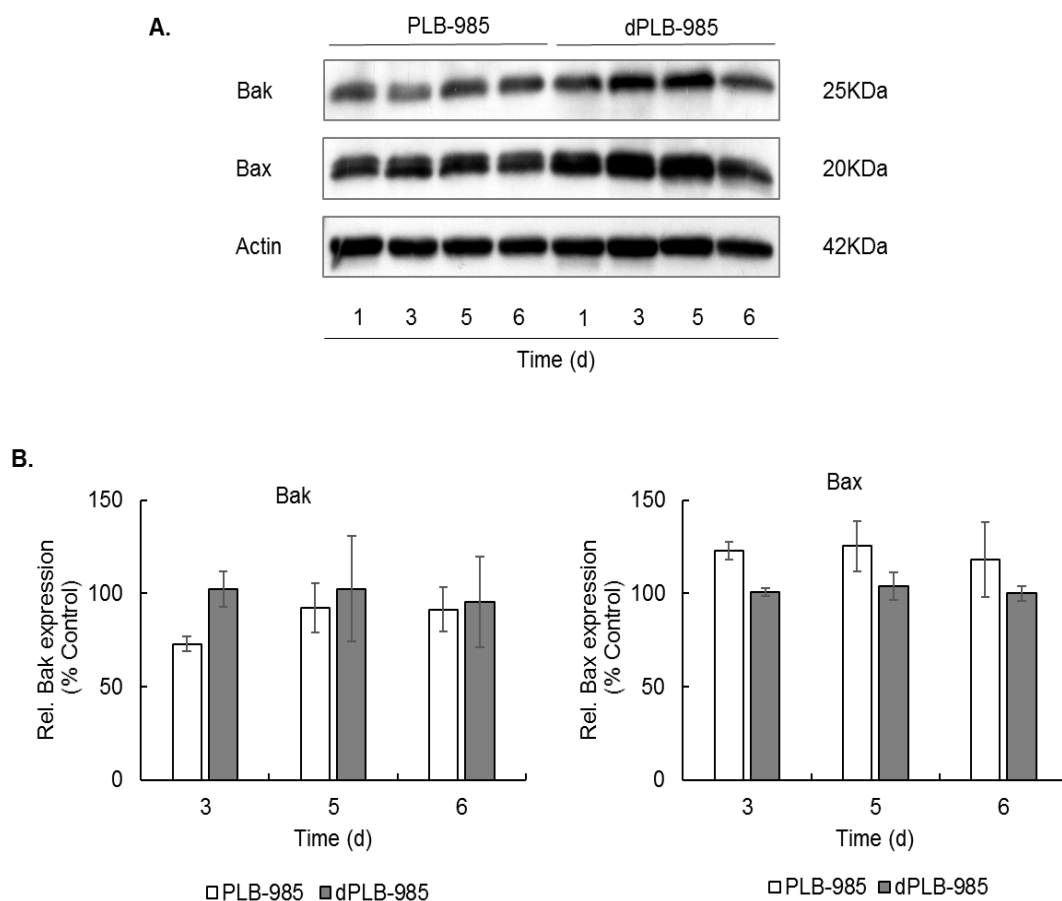 A.
PLB-985 dPLB-985
Bak 25KDa
Bax 20KDa
Actin 42KDa
1 3 5 6 1 3 5 6
Time (d)
B.
Bak
Rel. Bak expression
(% Control)
150
100
50
0
3 5 6
Time (d)
PLB-985 dPLB-985
Bax
Rel. Bax expression
(% Control)
150
100
50
0
3 5 6
Time (d)
PLB-985 dPLB-985